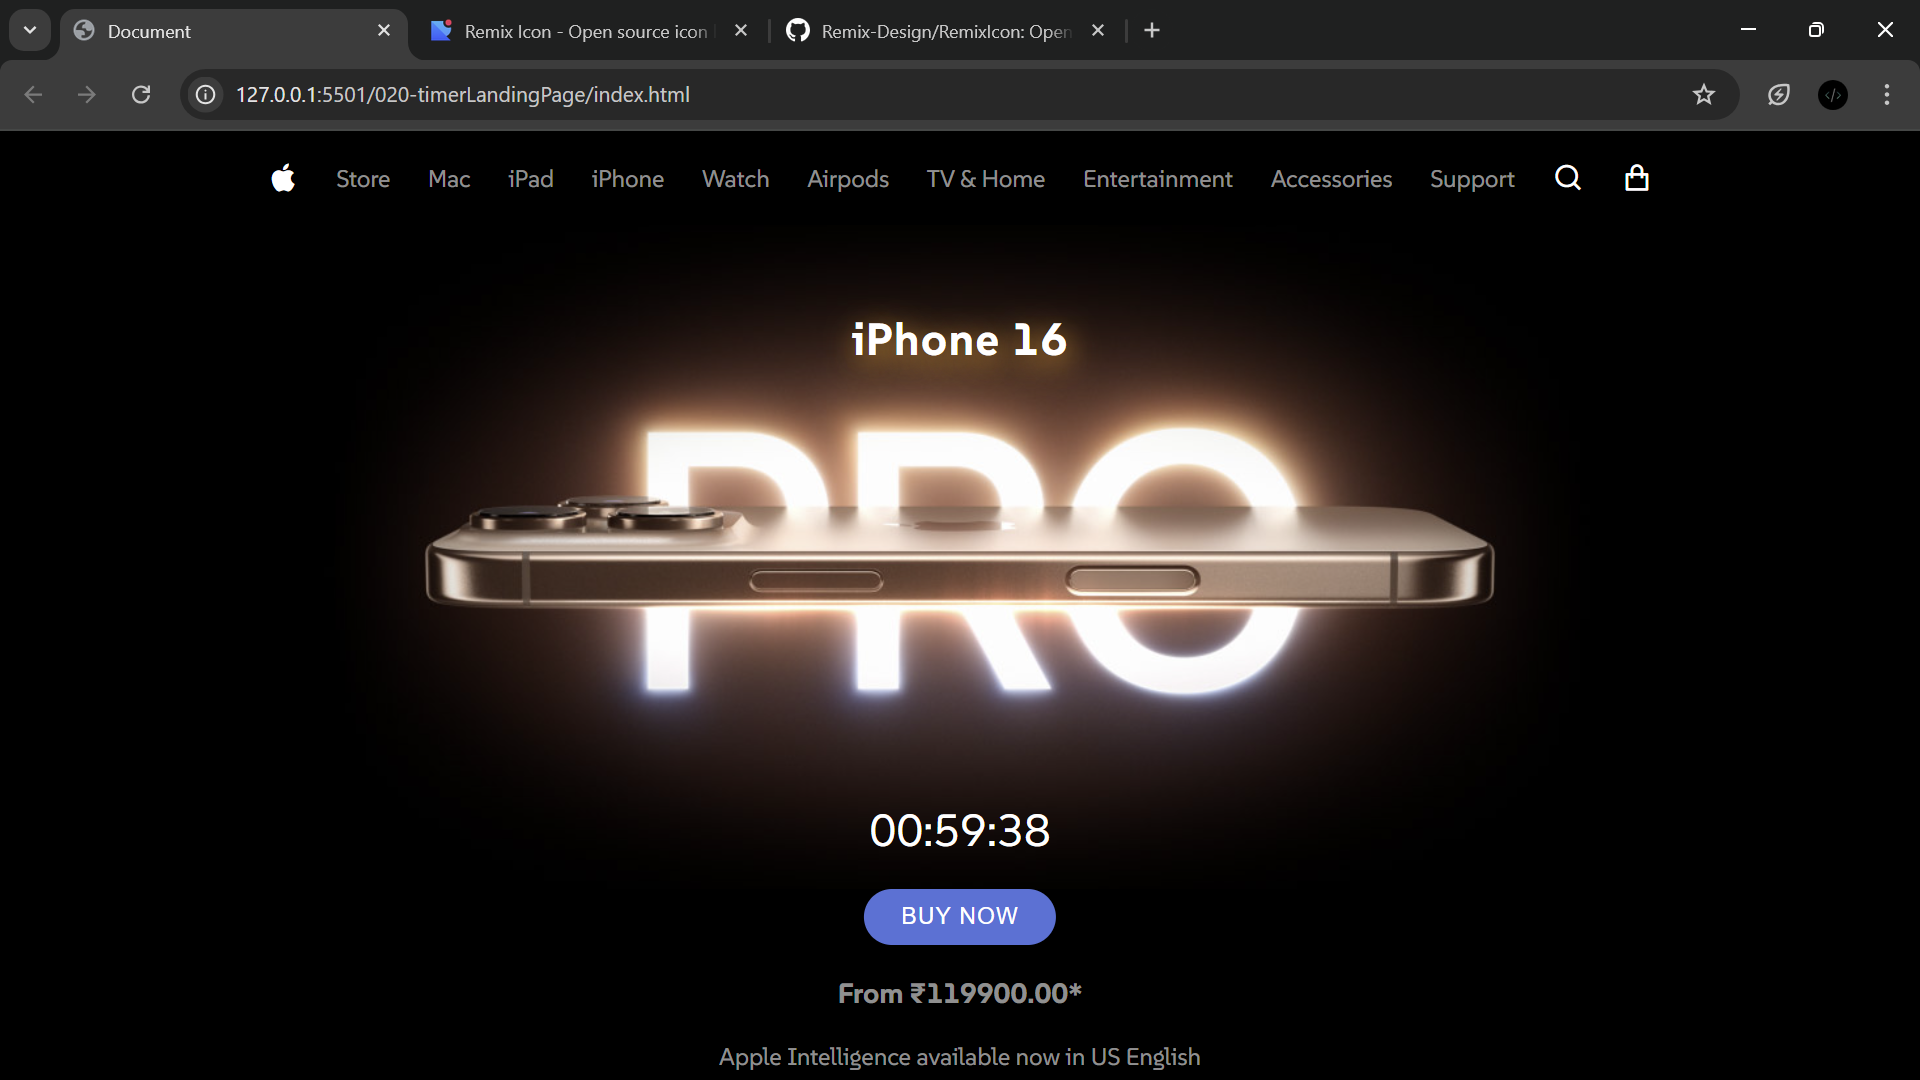 Document
Remix Icon - Open source icon
Remix-Design/RemixIcon: Open
127.0.0.1:5501/020-timerLandingPage/index.html
Store Mac iPad iPhone Watch Airpods TV & Home Entertainment Accessories Support
iPhone 16
PRO
00:59:38
BUY NOW
From ₹119900.00*
Apple Intelligence available now in US English